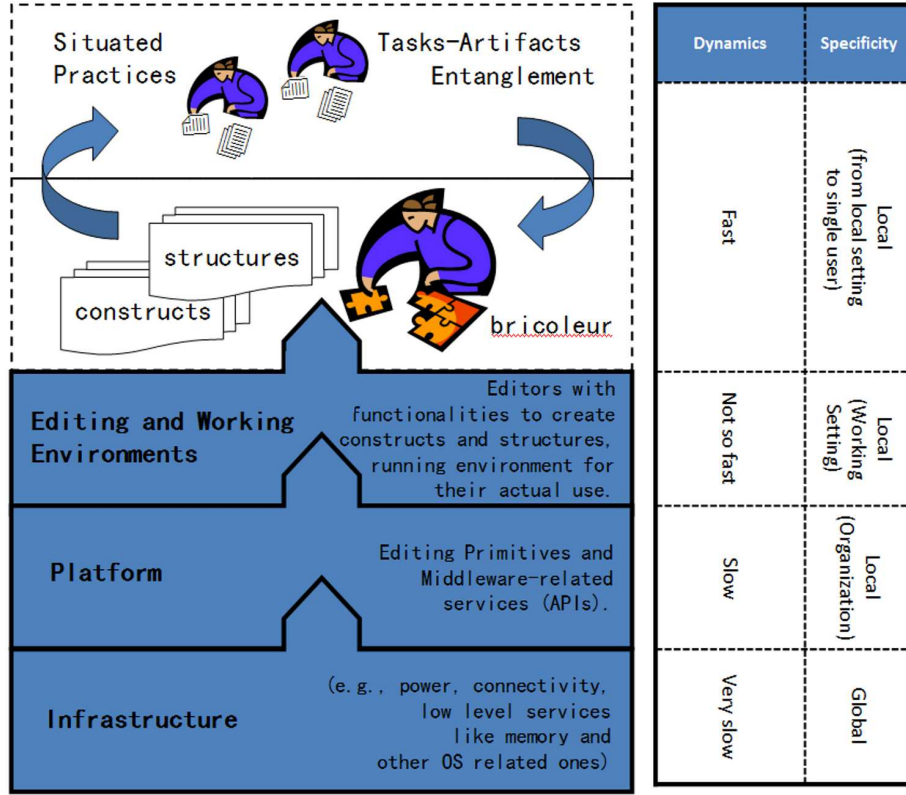 Situated
Practices
Tasks-Artifacts
Entanglement
structures
constructs
bricoleur
Editing and Working
Environments
Editors with
functionalities to create
constructs and structures,
running environment for
their actual use.
Platform
Editing Primitives and
Middleware-related
services (APIs).
Infrastructure
(e.g., power, connectivity,
low level services
like memory and
other OS related ones)
Dynamics
Specificity
Fast
Local
(from local setting
to single user)
Not so fast
Local
(Working
Setting)
Slow
Local
(Organization)
Very slow
Global